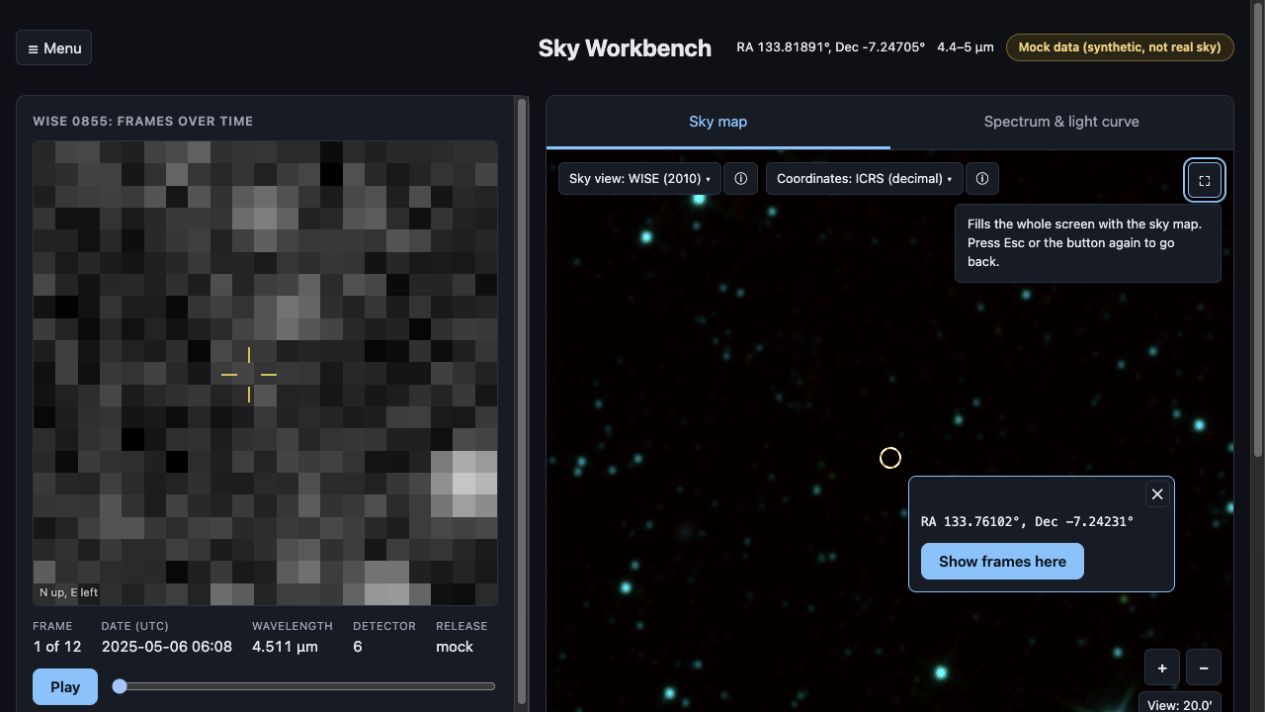 ≡ Menu
Sky Workbench
RA 133.81891°, Dec -7.24705° 4.4–5 μm
Mock data (synthetic, not real sky)
WISE 0855: FRAMES OVER TIME
N up, E left
FRAME DATE (UTC) WAVELENGTH DETECTOR RELEASE
1 of 12 2025-05-06 06:08 4.511 μm 6 mock
Play
Sky map
Spectrum & light curve
Sky view: WISE (2010) ▾ ⓘ
Coordinates: ICRS (decimal) ▾ ⓘ
Fills the whole screen with the sky map.
Press Esc or the button again to go
back.
RA 133.76102°, Dec −7.24231°
Show frames here
+ −
View: 20.0′